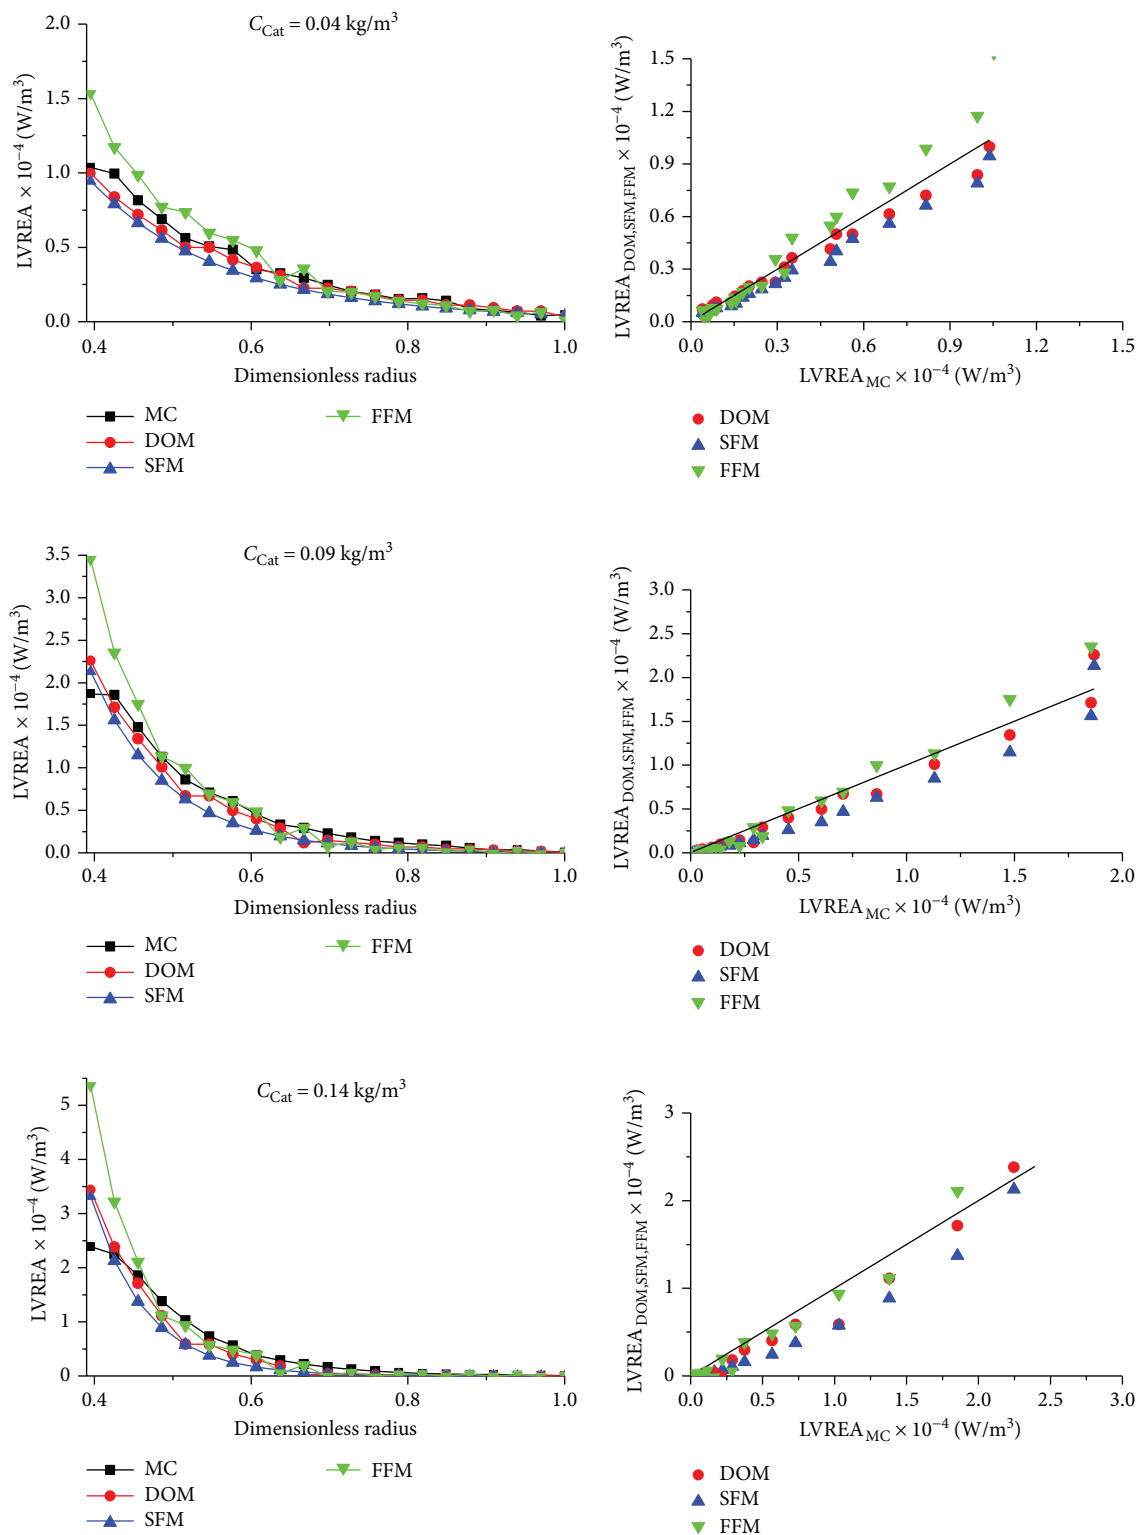 C_Cat = 0.04 kg/m³
LVREA × 10⁻⁴ (W/m³)
2.0
1.5
1.0
0.5
0.0
0.4
0.6
0.8
1.0
Dimensionless radius
MC
DOM
SFM
FFM
LVREA_DOM,SFM,FFM × 10⁻⁴ (W/m³)
1.5
1.2
0.9
0.6
0.3
0.0
0.0
0.3
0.6
0.9
1.2
1.5
LVREA_MC × 10⁻⁴ (W/m³)
DOM
SFM
FFM
C_Cat = 0.09 kg/m³
LVREA × 10⁻⁴ (W/m³)
3.5
3.0
2.5
2.0
1.5
1.0
0.5
0.0
0.4
0.6
0.8
1.0
Dimensionless radius
MC
DOM
SFM
FFM
LVREA_DOM,SFM,FFM × 10⁻⁴ (W/m³)
3.0
2.5
2.0
1.5
1.0
0.5
0.0
0.0
0.5
1.0
1.5
2.0
LVREA_MC × 10⁻⁴ (W/m³)
DOM
SFM
FFM
C_Cat = 0.14 kg/m³
LVREA × 10⁻⁴ (W/m³)
5
4
3
2
1
0
0.4
0.6
0.8
1.0
Dimensionless radius
MC
DOM
SFM
FFM
LVREA_DOM,SFM,FFM × 10⁻⁴ (W/m³)
3
2
1
0
0.0
0.5
1.0
1.5
2.0
2.5
3.0
LVREA_MC × 10⁻⁴ (W/m³)
DOM
SFM
FFM